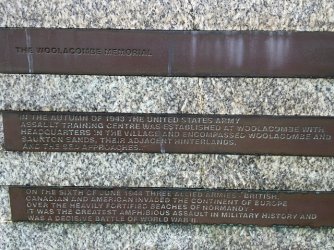 THE WOOLACOMBE MEMORIAL
IN THE AUTUMN OF 1943 THE UNITED STATES ARMY
ASSAULT TRAINING CENTRE WAS ESTABLISHED AT WOOLACOMBE WITH
HEADQUARTERS IN THE VILLAGE AND ENCOMPASSED WOOLACOMBE AND
SAUNTON SANDS, THEIR ADJACENT HINTERLANDS,
AND THE SEA APPROACHES.
ON THE SIXTH OF JUNE 1944 THREE ALLIED ARMIES - BRITISH,
CANADIAN AND AMERICAN INVADED THE CONTINENT OF EUROPE
OVER THE HEAVILY FORTIFIED BEACHES OF NORMANDY.
IT WAS THE GREATEST AMPHIBIOUS ASSAULT IN MILITARY HISTORY AND
WAS A DECISIVE BATTLE OF WORLD WAR II